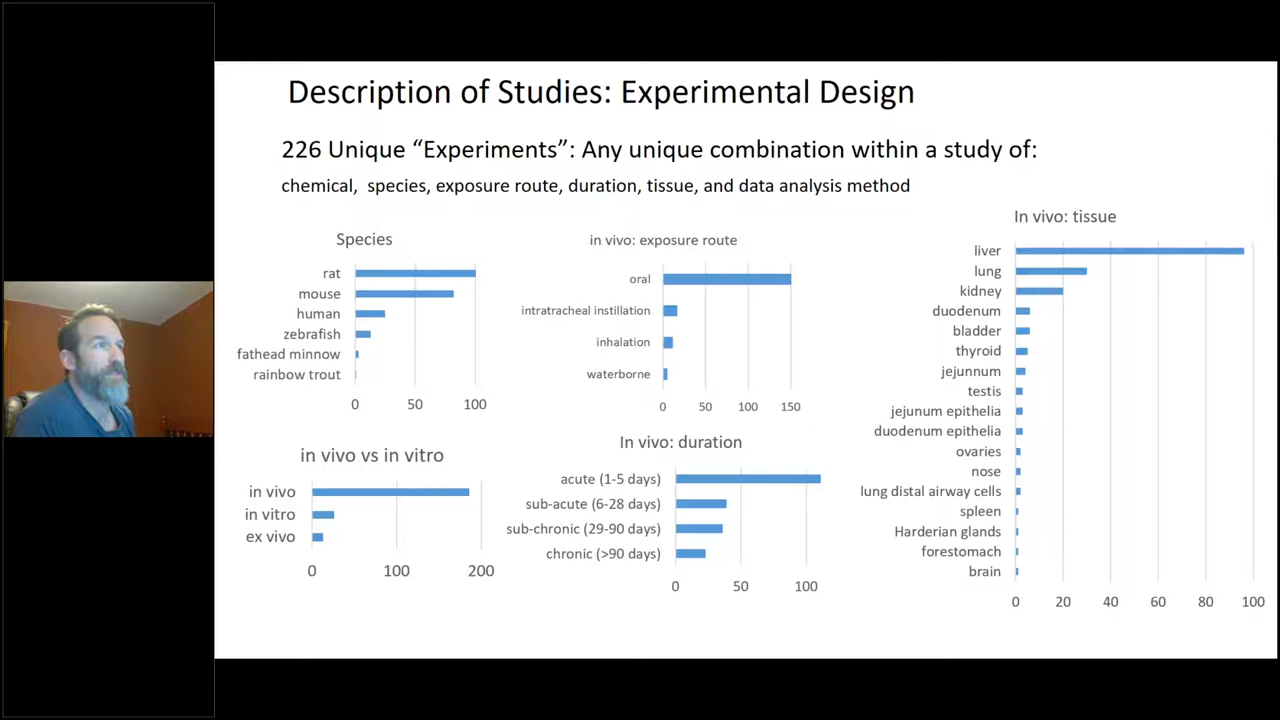 Description of Studies: Experimental Design
226 Unique “Experiments”: Any unique combination within a study of:
chemical, species, exposure route, duration, tissue, and data analysis method
Species
rat
mouse
human
zebrafish
fathead minnow
rainbow trout
0 50 100
in vivo vs in vitro
in vivo
in vitro
ex vivo
0 100 200
in vivo: exposure route
oral
intratracheal instillation
inhalation
waterborne
0 50 100 150
In vivo: duration
acute (1-5 days)
sub-acute (6-28 days)
sub-chronic (29-90 days)
chronic (>90 days)
0 50 100
In vivo: tissue
liver
lung
kidney
duodenum
bladder
thyroid
jejunnum
testis
jejunum epithelia
duodenum epithelia
ovaries
nose
lung distal airway cells
spleen
Harderian glands
forestomach
brain
0 20 40 60 80 100